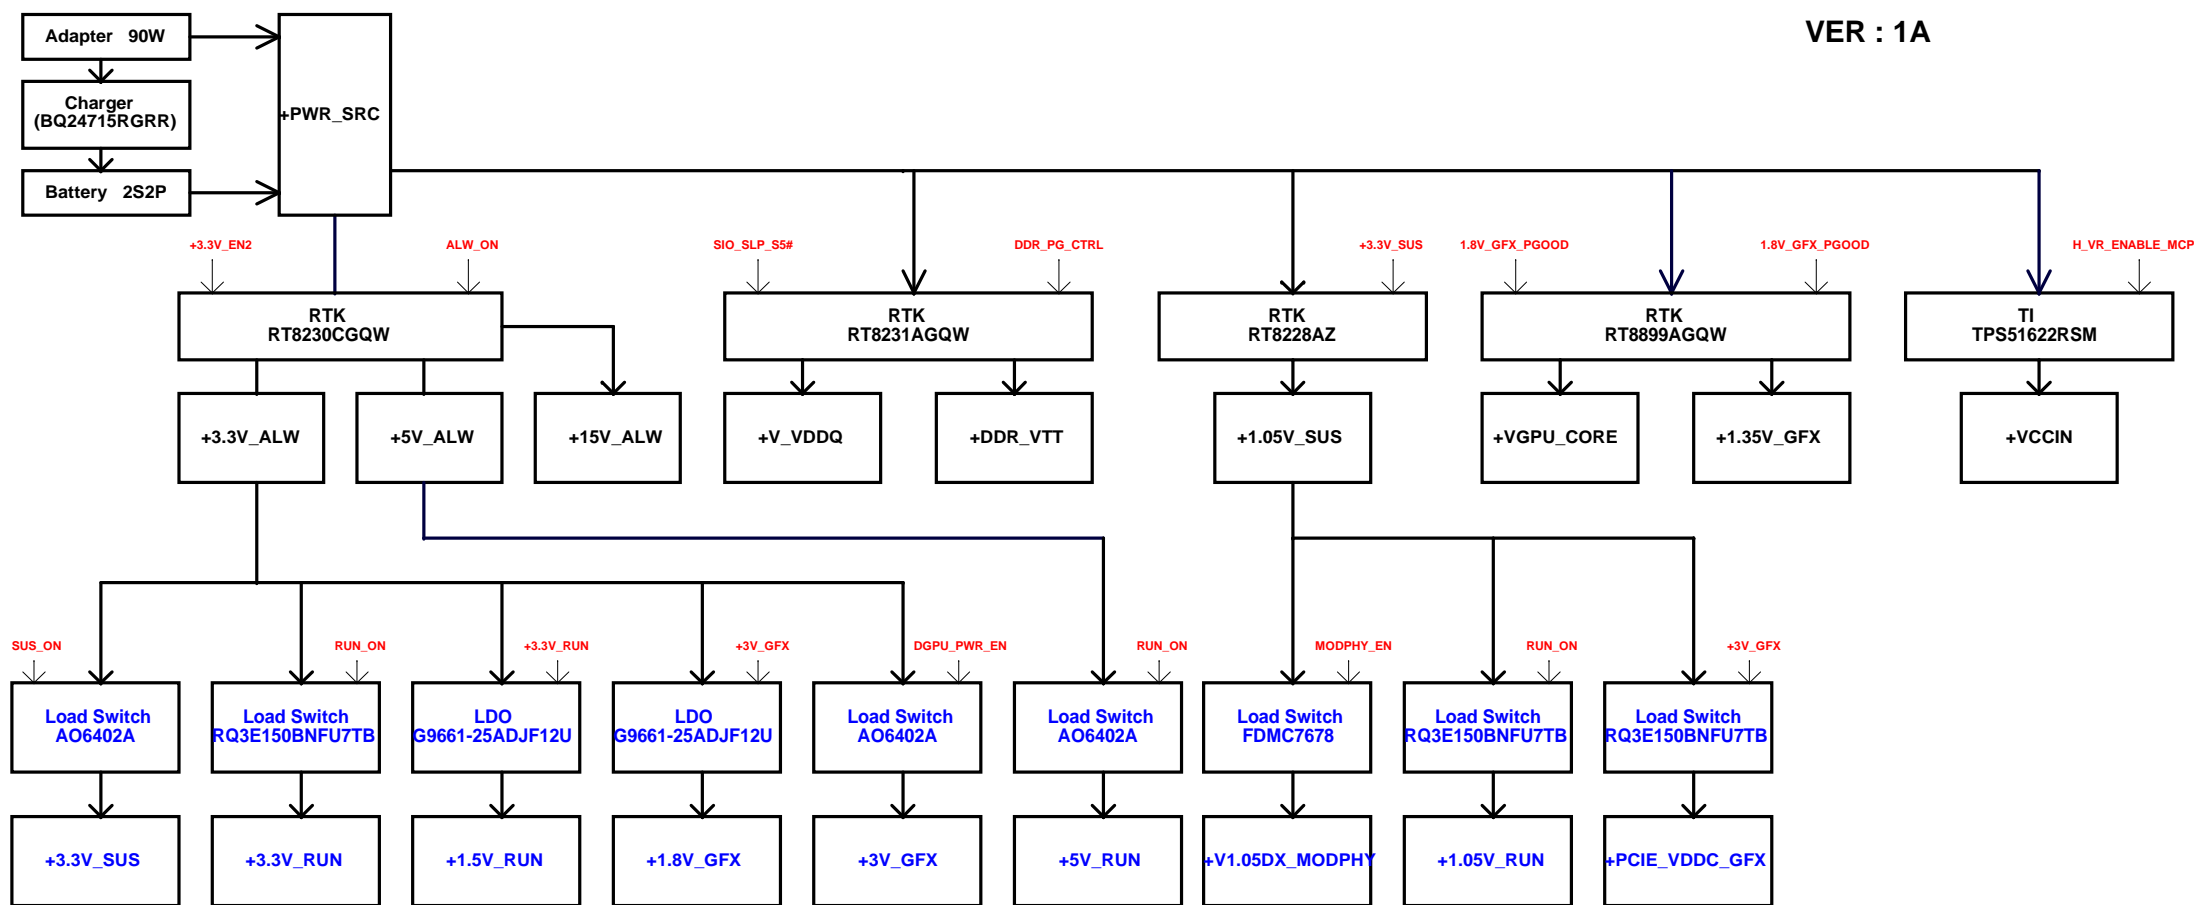 VER : 1A
Adapter 90W
Charger
(BQ24715RGRR)
Battery 2S2P
+PWR_SRC
+3.3V_EN2
ALW_ON
SIO_SLP_S5#
DDR_PG_CTRL
+3.3V_SUS
1.8V_GFX_PGOOD
1.8V_GFX_PGOOD
H_VR_ENABLE_MCP
RTK
RT8230CGQW
RTK
RT8231AGQW
RTK
RT8228AZ
RTK
RT8899AGQW
TI
TPS51622RSM
+3.3V_ALW
+5V_ALW
+15V_ALW
+V_VDDQ
+DDR_VTT
+1.05V_SUS
+VGPU_CORE
+1.35V_GFX
+VCCIN
SUS_ON
RUN_ON
+3.3V_RUN
+3V_GFX
DGPU_PWR_EN
RUN_ON
MODPHY_EN
RUN_ON
+3V_GFX
Load Switch
AO6402A
Load Switch
RQ3E150BNFU7TB
LDO
G9661-25ADJF12U
LDO
G9661-25ADJF12U
Load Switch
AO6402A
Load Switch
AO6402A
Load Switch
FDMC7678
Load Switch
RQ3E150BNFU7TB
Load Switch
RQ3E150BNFU7TB
+3.3V_SUS
+3.3V_RUN
+1.5V_RUN
+1.8V_GFX
+3V_GFX
+5V_RUN
+V1.05DX_MODPHY
+1.05V_RUN
+PCIE_VDDC_GFX